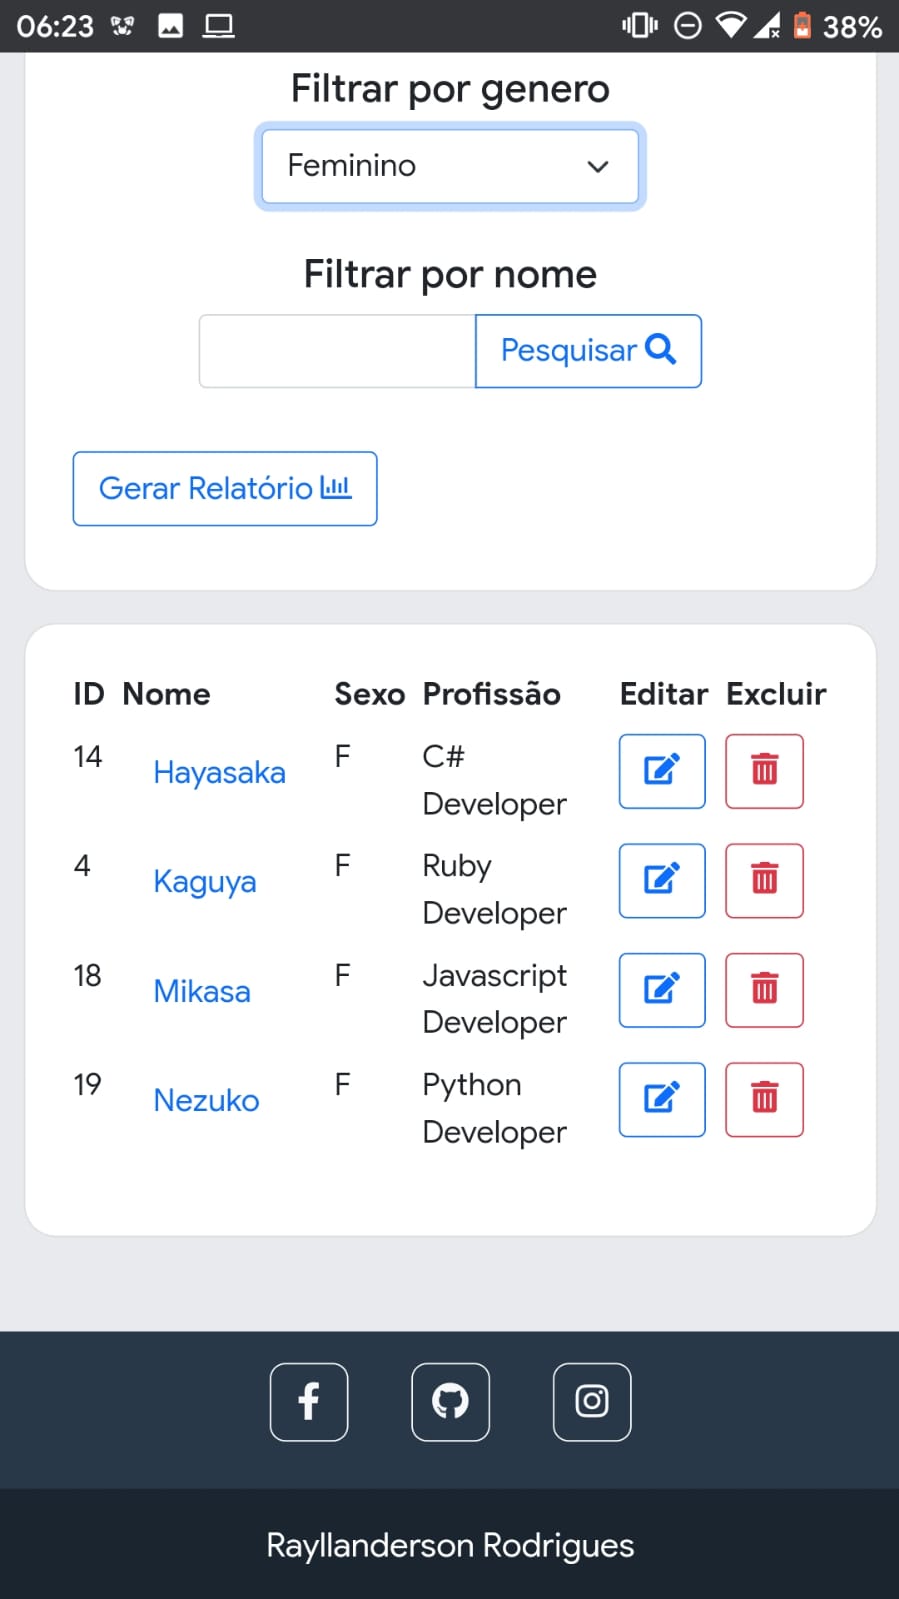 06:23 38%
Filtrar por genero
Feminino
Filtrar por nome
Pesquisar
Gerar Relatório
ID Nome Sexo Profissão Editar Excluir
14 Hayasaka F C# Developer
4 Kaguya F Ruby Developer
18 Mikasa F Javascript Developer
19 Nezuko F Python Developer
Rayllanderson Rodrigues